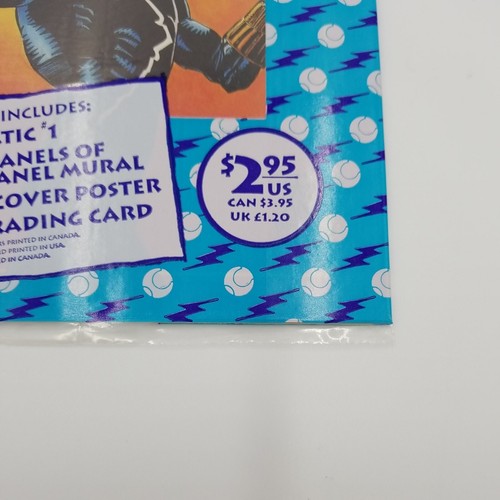 INCLUDES:
TIC #1
ANELS OF
ANEL MURAL
COVER POSTER
RADING CARD
IS PRINTED IN CANADA.
D PRINTED IN USA.
D IN CANADA.
$2.95
US
CAN $3.95
UK £1.20